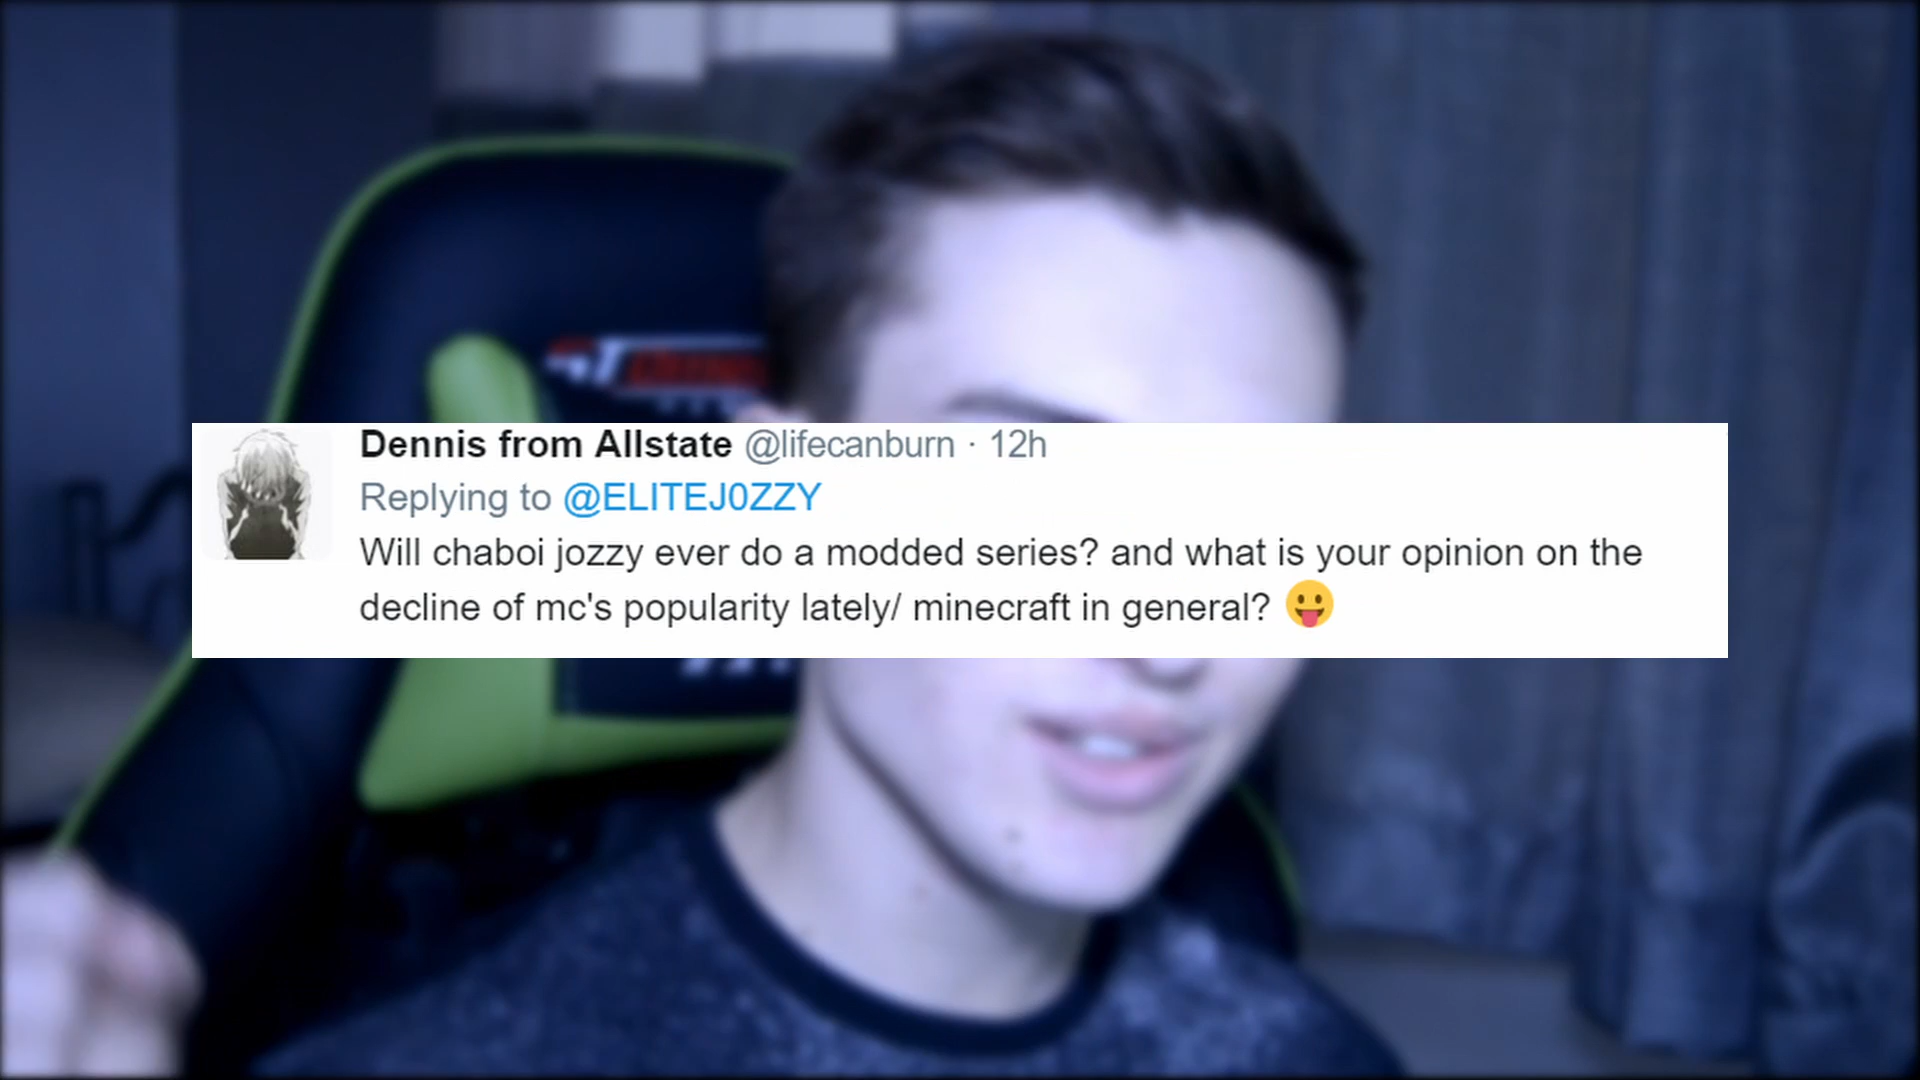 Dennis from Allstate @lifecanburn · 12h
Replying to @ELITEJ0ZZY
Will chaboi jozzy ever do a modded series? and what is your opinion on the
decline of mc's popularity lately/ minecraft in general? 😛